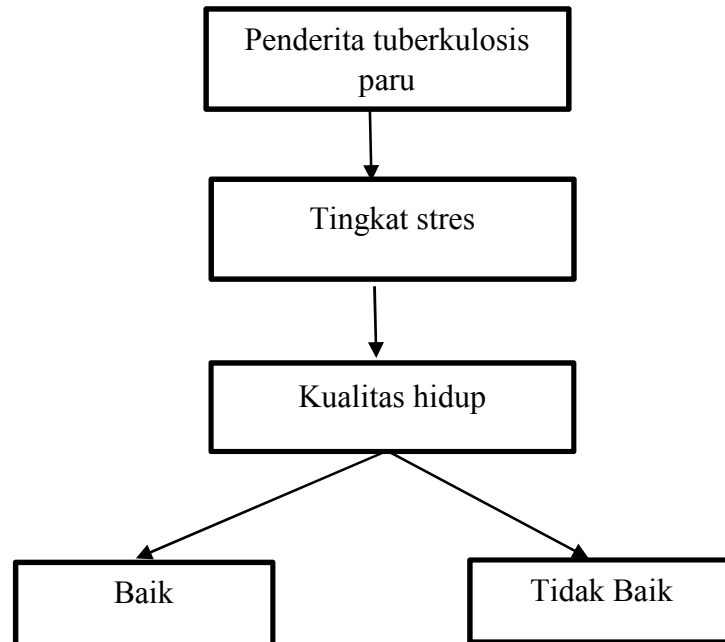 Penderita tuberkulosis
paru
Tingkat stres
Kualitas hidup
Baik
Tidak Baik